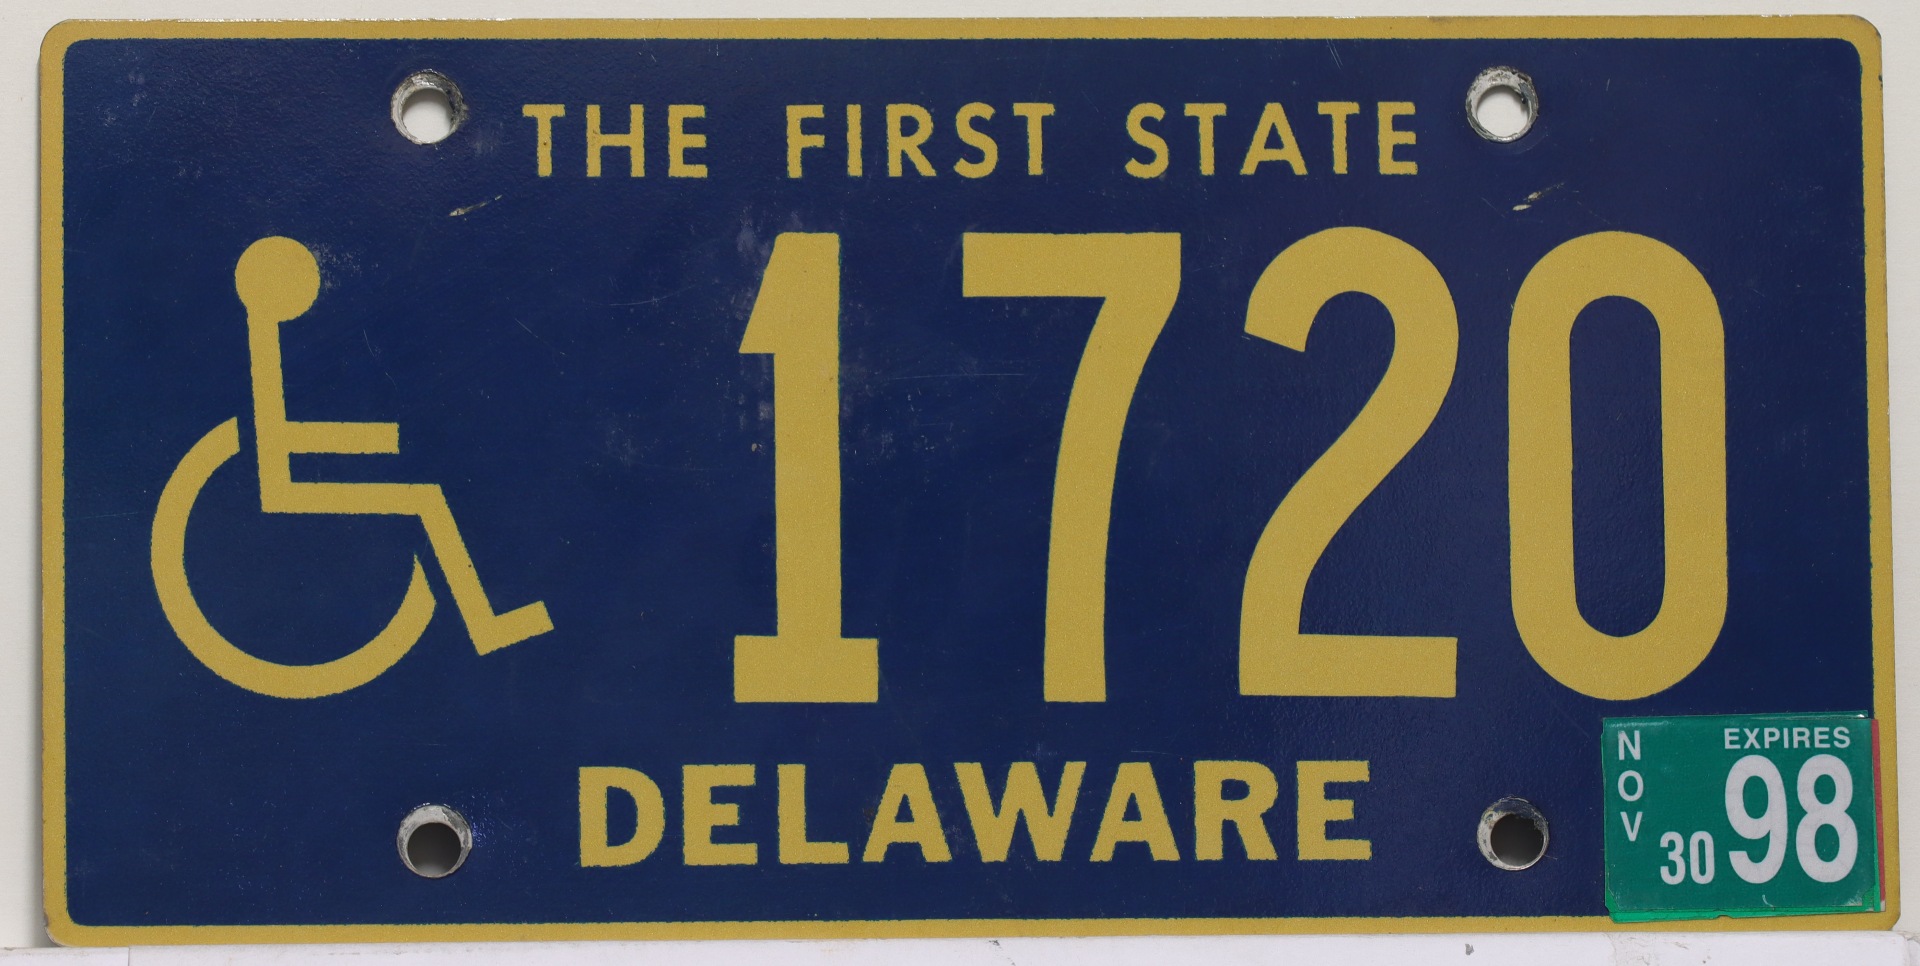 THE FIRST STATE
1720
DELAWARE
NOV
EXPIRES
30 98